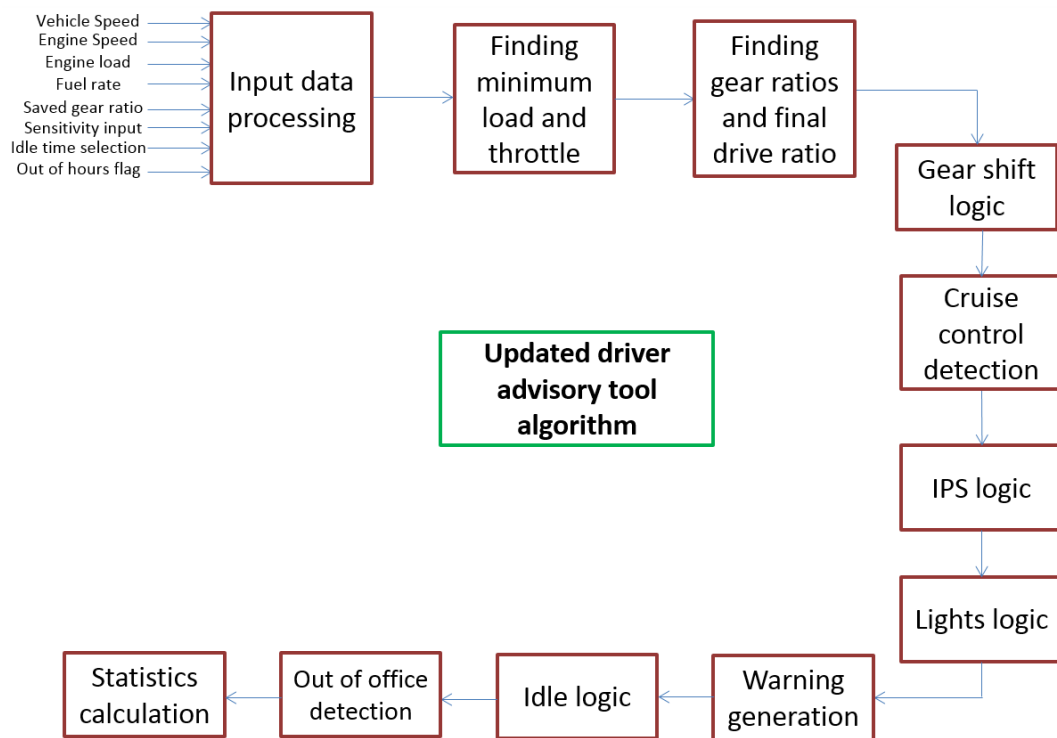 Vehicle Speed
Engine Speed
Engine load
Fuel rate
Saved gear ratio
Sensitivity input
Idle time selection
Out of hours flag
Input data
processing
Finding
minimum
load and
throttle
Finding
gear ratios
and final
drive ratio
Gear shift
logic
Cruise
control
detection
Updated driver
advisory tool
algorithm
IPS logic
Lights logic
Warning
generation
Idle logic
Out of office
detection
Statistics
calculation